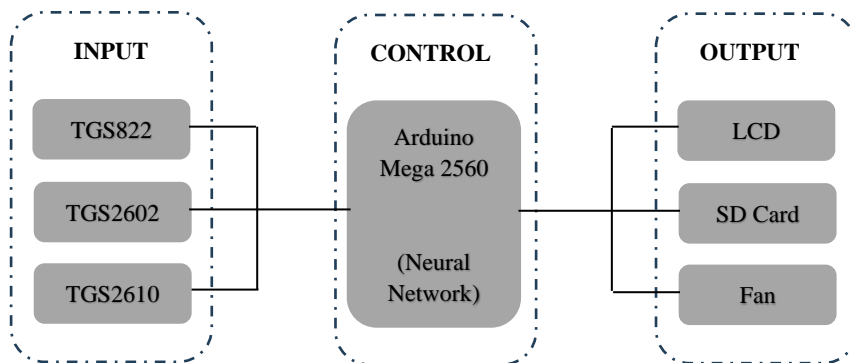 INPUT
TGS822
TGS2602
TGS2610
CONTROL
Arduino
Mega 2560
(Neural
Network)
OUTPUT
LCD
SD Card
Fan